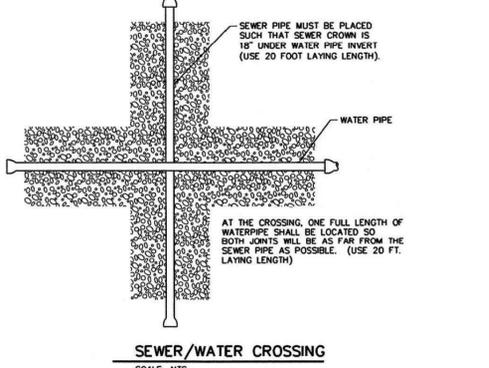 SEWER PIPE MUST BE PLACED
SUCH THAT SEWER CROWN IS
18" UNDER WATER PIPE INVERT
(USE 20 FOOT LAYING LENGTH).
WATER PIPE
AT THE CROSSING, ONE FULL LENGTH OF
WATERPIPE SHALL BE LOCATED SO
BOTH JOINTS WILL BE AS FAR FROM THE
SEWER PIPE AS POSSIBLE. (USE 20 FT.
LAYING LENGTH)
SEWER/WATER CROSSING